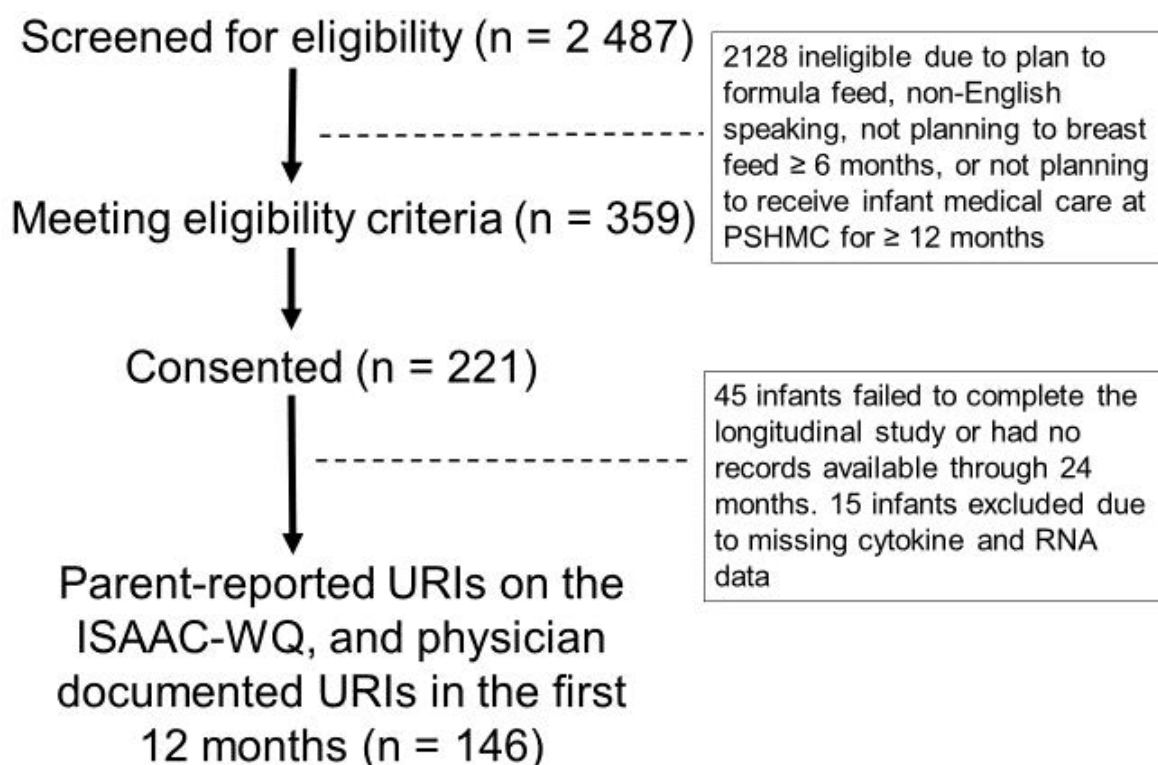 Screened for eligibility (n = 2 487)
2128 ineligible due to plan to
formula feed, non-English
speaking, not planning to breast
feed ≥ 6 months, or not planning
to receive infant medical care at
PSHMC for ≥ 12 months
Meeting eligibility criteria (n = 359)
Consented (n = 221)
45 infants failed to complete the
longitudinal study or had no
records available through 24
months. 15 infants excluded due
to missing cytokine and RNA
data
Parent-reported URIs on the
ISAAC-WQ, and physician
documented URIs in the first
12 months (n = 146)